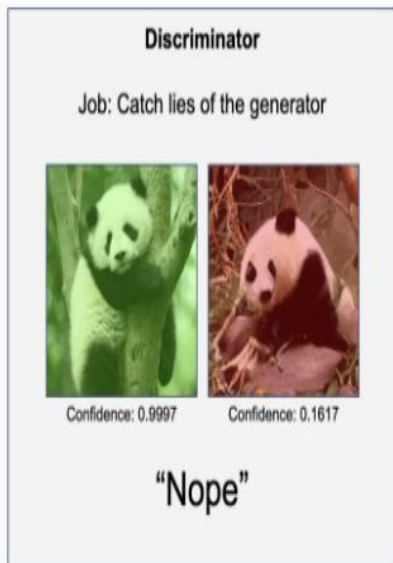 Discriminator
Job: Catch lies of the generator
Confidence: 0.9997
Confidence: 0.1617
“Nope”